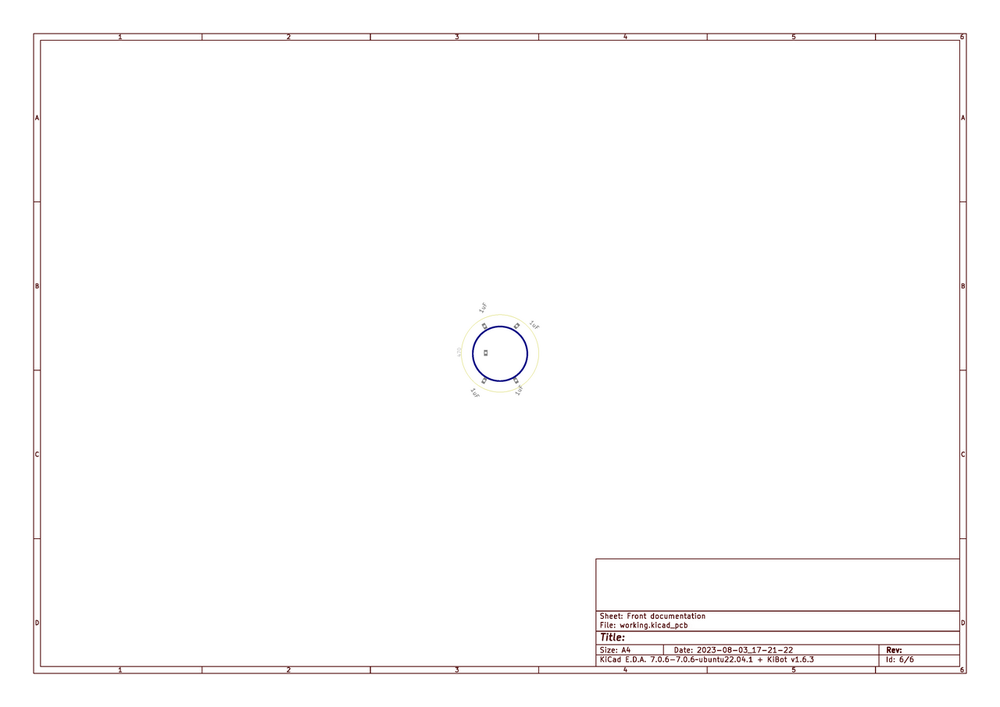 1 2 3 4 5 6
A A
B B
1uF
1uF
1uF
1uF
C C
Sheet: Front documentation
File: working.kicad_pcb
D D
Title:
Size: A4 Date: 2023-08-03_17-21-22 Rev:
KiCad E.D.A. 7.0.6-7.0.6~ubuntu22.04.1 + KiBot v1.6.3 Id: 6/6
1 2 3 4 5 6